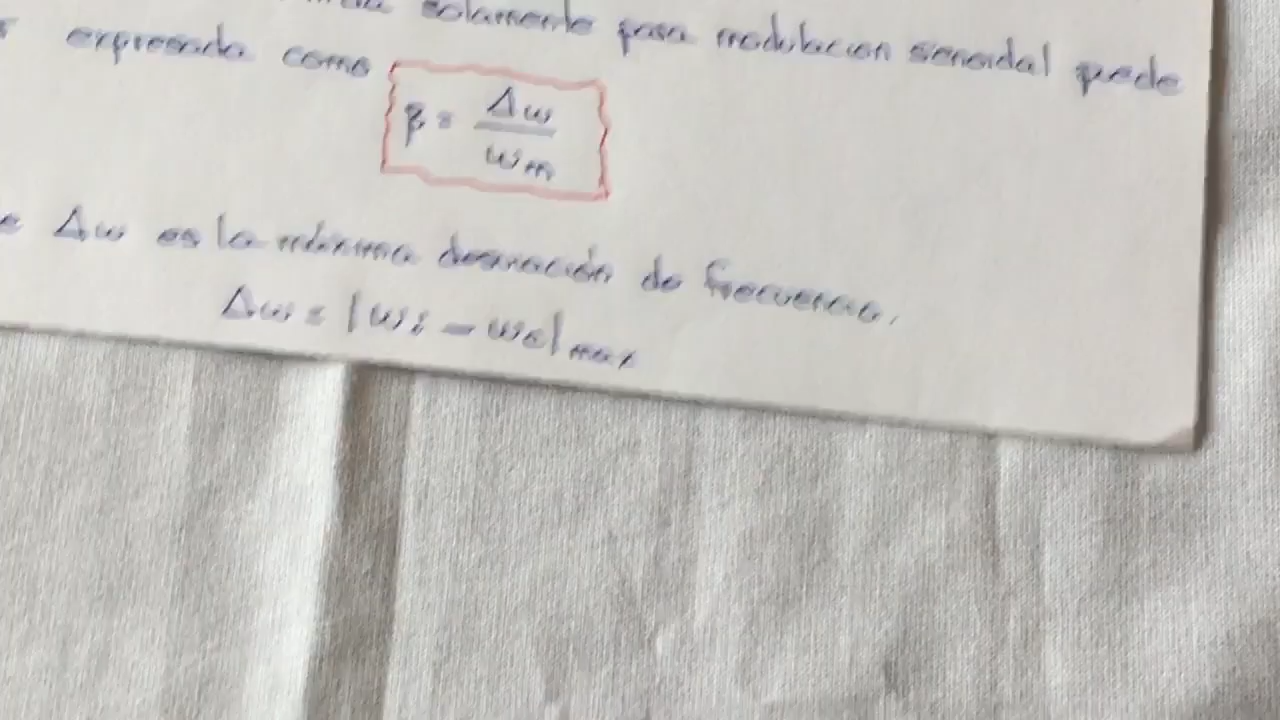 solamente para modulacion senoidal puede
expresada como
β = Δω / ωm
Δω es la máxima desviación de frecuencia.
Δω = |ωi - ωc| max